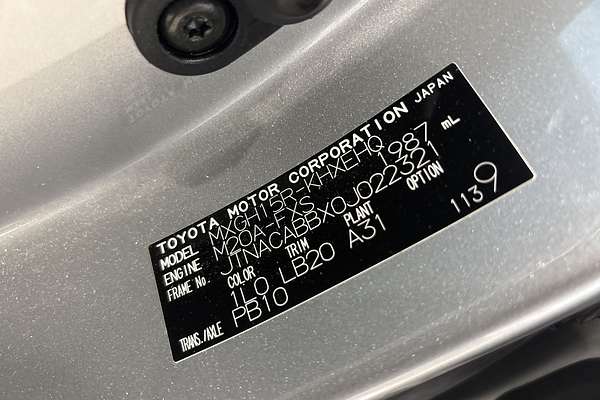 TOYOTA MOTOR CORPORATION JAPAN
MODEL MXGH15R-KHXEHQ
ENGINE M20A-FXS 1987 mL
FRAME No. JTNACABBX0J022321
COLOR TRIM PLANT OPTION
1L0 LB20 A31
TRANS./AXLE PB10
1139